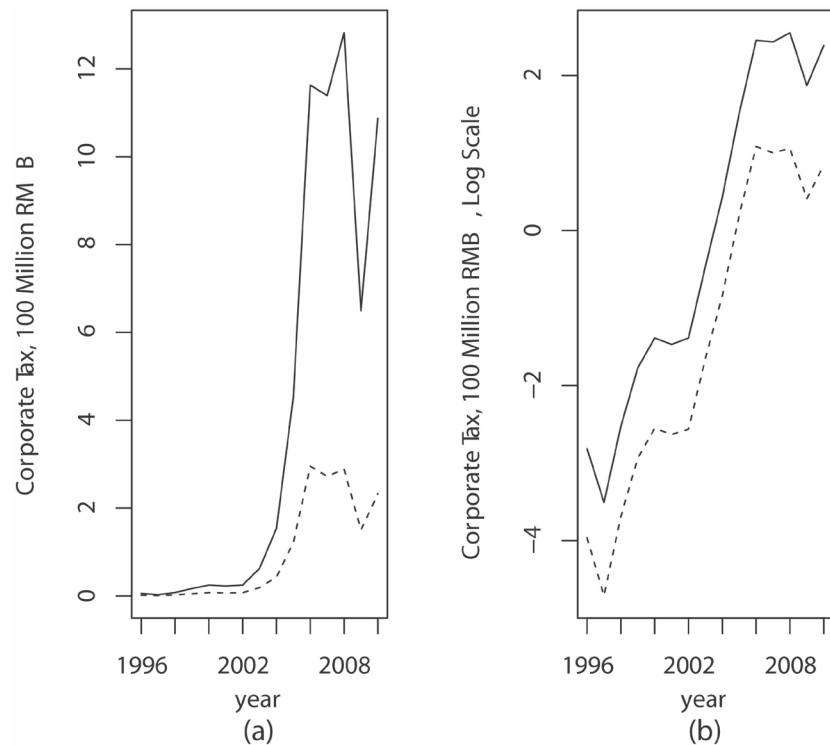 Corporate Tax, 100 Million RM B
12
10
8
6
4
2
0
1996
2002
2008
year
(a)
Corporate Tax, 100 Million RMB , Log Scale
2
0
−2
−4
1996
2002
2008
year
(b)